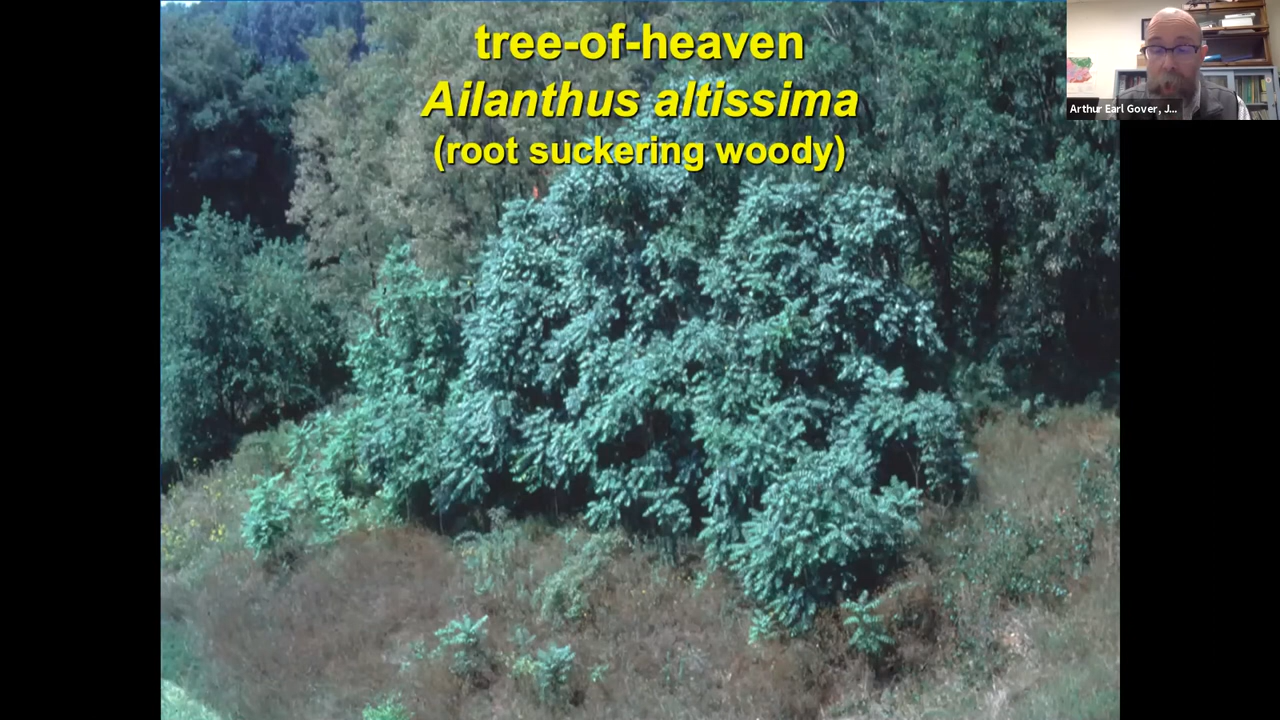 tree-of-heaven
Ailanthus altissima
(root suckering woody)
Arthur Earl Gover, J...